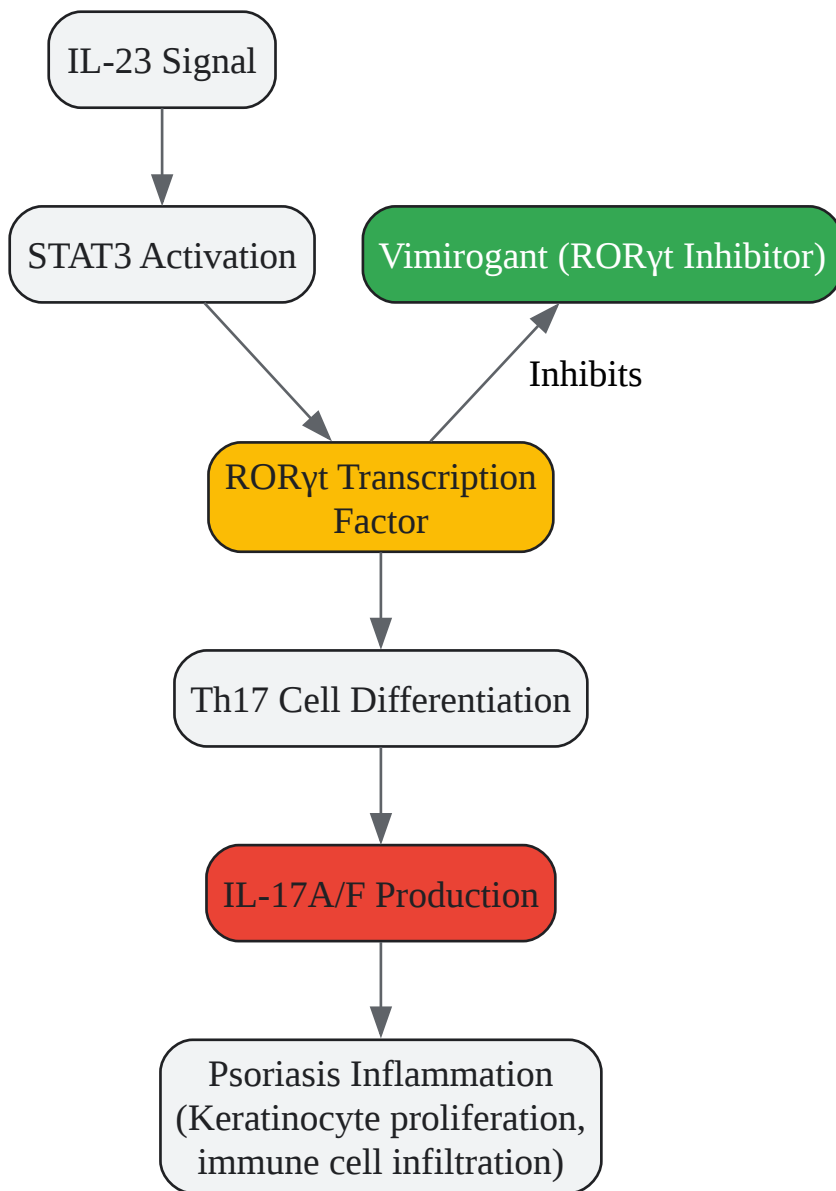 IL-23 Signal
STAT3 Activation
Vimirogant (RORγt Inhibitor)
Inhibits
RORγt Transcription
Factor
Th17 Cell Differentiation
IL-17A/F Production
Psoriasis Inflammation
(Keratinocyte proliferation,
immune cell infiltration)